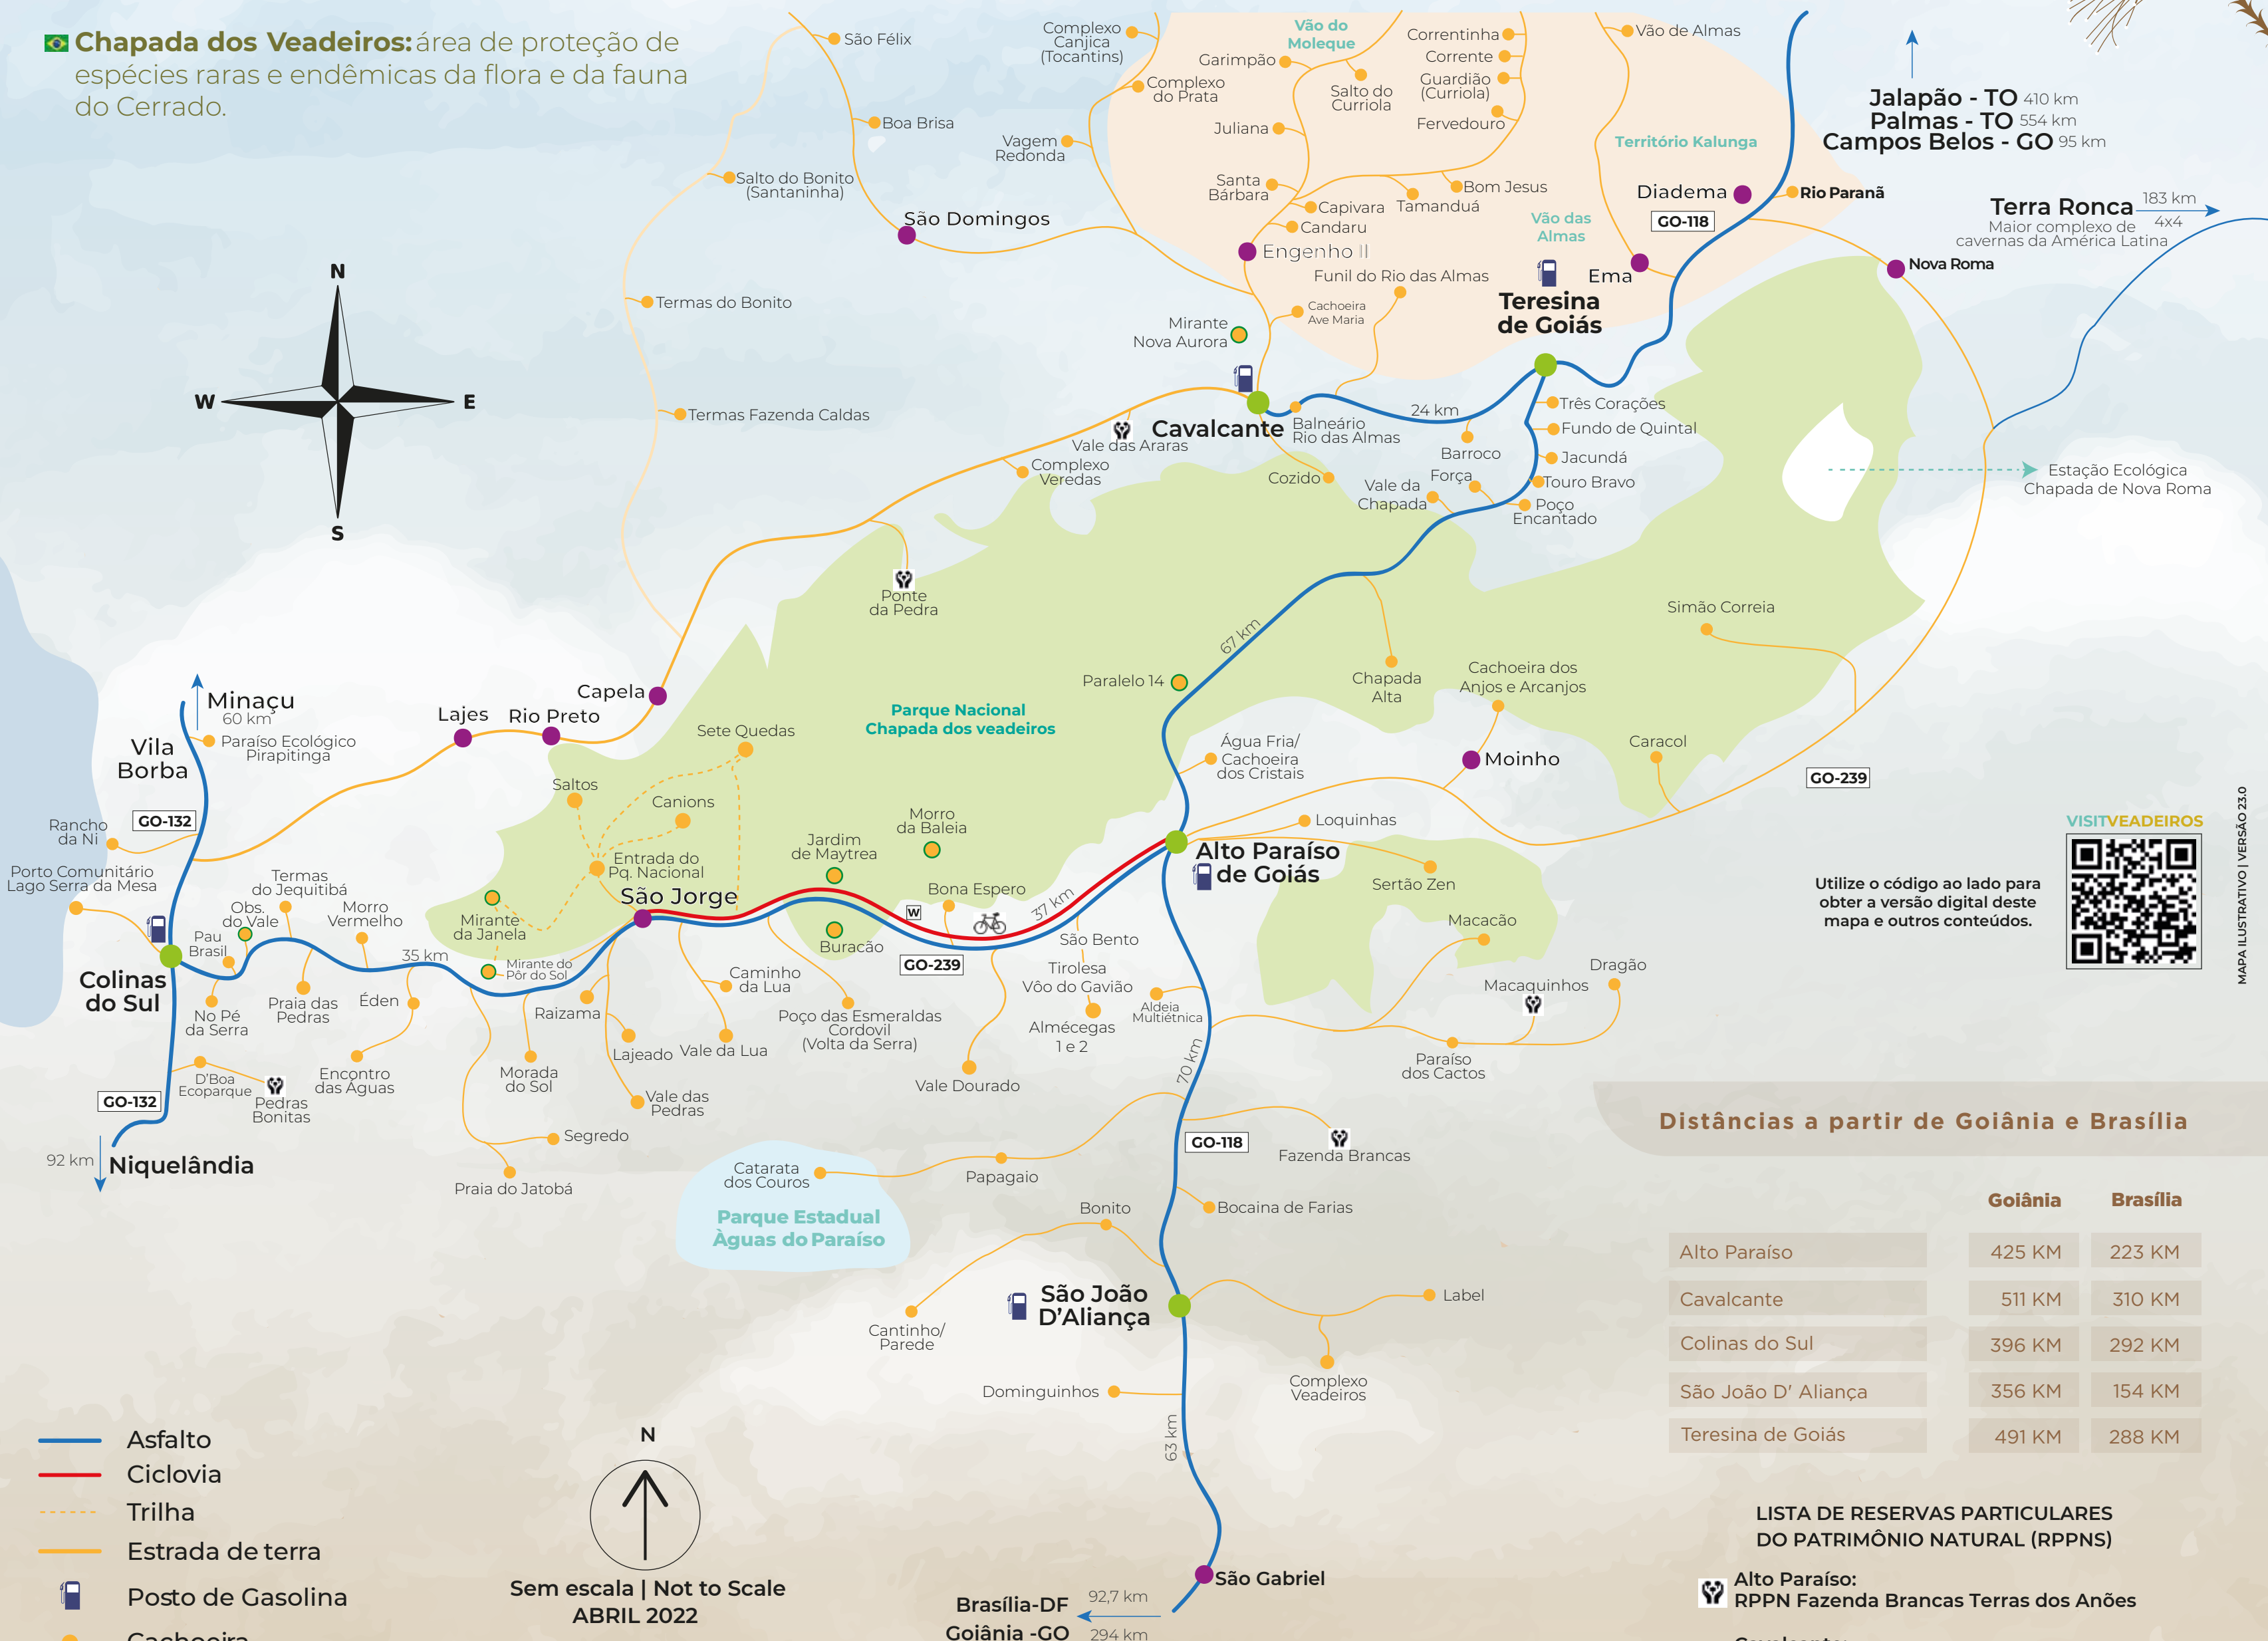 Chapada dos Veadeiros: área de proteção de
espécies raras e endêmicas da flora e da fauna
do Cerrado.
São Félix
Boa Brisa
Salto do Bonito
(Santaninha)
São Domingos
Termas do Bonito
Termas Fazenda Caldas
N
W
E
S
Complexo
Canjica
(Tocantins)
Complexo
do Prata
Vagem
Redonda
Vão do
Moleque
Garimpão
Salto do
Curriola
Correntinha
Corrente
Guardião
(Curriola)
Fervedouro
Juliana
Santa
Bárbara
Capivara
Candaru
Tamanduá
Bom Jesus
Engenho II
Funil do Rio das Almas
Cachoeira
Ave Maria
Mirante
Nova Aurora
Vão de Almas
Território Kalunga
Vão das
Almas
Diadema
GO-118
Rio Paranã
Ema
Teresina
de Goiás
Jalapão - TO 410 km
Palmas - TO 554 km
Campos Belos - GO 95 km
Terra Ronca
183 km
4x4
Maior complexo de
cavernas da América Latina
Nova Roma
Cavalcante
Balneário
Rio das Almas
24 km
Barroco
Vale das Araras
Complexo
Veredas
Cozido
Vale da
Chapada
Força
Três Corações
Fundo de Quintal
Jacundá
Touro Bravo
Poço
Encantado
Estação Ecológica
Chapada de Nova Roma
Ponte
da Pedra
67 km
Simão Correia
Chapada
Alta
Cachoeira dos
Anjos e Arcanjos
Paralelo 14
Parque Nacional
Chapada dos veadeiros
Minaçu
60 km
Vila
Borba
Paraíso Ecológico
Pirapitinga
GO-132
Rancho
da Ni
Porto Comunitário
Lago Serra da Mesa
Lajes
Rio Preto
Capela
Sete Quedas
Saltos
Canions
Entrada do
Pq. Nacional
São Jorge
Jardim
de Maytrea
Morro
da Baleia
Bona Espero
W
37 km
Buracão
GO-239
Água Fria/
Cachoeira
dos Cristais
Moinho
Caracol
GO-239
Loquinhas
Alto Paraíso
de Goiás
Sertão Zen
Macacão
Dragão
Macaquinhos
Paraíso
dos Cactos
São Bento
Tirolesa
Vôo do Gavião
Almécegas
1 e 2
Aldeia
Multiétnica
Termas
do Jequitibá
Obs.
do Vale
Pau
Brasil
Morro
Vermelho
35 km
Mirante
da Janela
Mirante do
Pôr do Sol
Colinas
do Sul
No Pé
da Serra
Praia das
Pedras
Éden
Encontro
das Águas
D'Boa
Ecoparque
Pedras
Bonitas
GO-132
92 km
Niquelândia
Raizama
Lajeado
Morada
do Sol
Vale das
Pedras
Segredo
Praia do Jatobá
Caminho
da Lua
Vale da Lua
Poço das Esmeraldas
Cordovil
(Volta da Serra)
Vale Dourado
70 km
GO-118
Fazenda Brancas
Catarata
dos Couros
Papagaio
Parque Estadual
Àguas do Paraíso
Bonito
Bocaina de Farias
Cantinho/
Parede
São João
D'Aliança
Label
Complexo
Veadeiros
Dominguinhos
63 km
São Gabriel
Brasília-DF
92,7 km
Goiânia -GO
294 km
VISITVEADEIROS
Utilize o código ao lado para
obter a versão digital deste
mapa e outros conteúdos.
MAPA ILUSTRATIVO | VERSÃO 23.0
Distâncias a partir de Goiânia e Brasília
Goiânia Brasília
Alto Paraíso 425 KM 223 KM
Cavalcante 511 KM 310 KM
Colinas do Sul 396 KM 292 KM
São João D' Aliança 356 KM 154 KM
Teresina de Goiás 491 KM 288 KM
LISTA DE RESERVAS PARTICULARES
DO PATRIMÔNIO NATURAL (RPPNS)
Alto Paraíso:
RPPN Fazenda Brancas Terras dos Anões
Asfalto
Ciclovia
Trilha
Estrada de terra
Posto de Gasolina
N
Sem escala | Not to Scale
ABRIL 2022